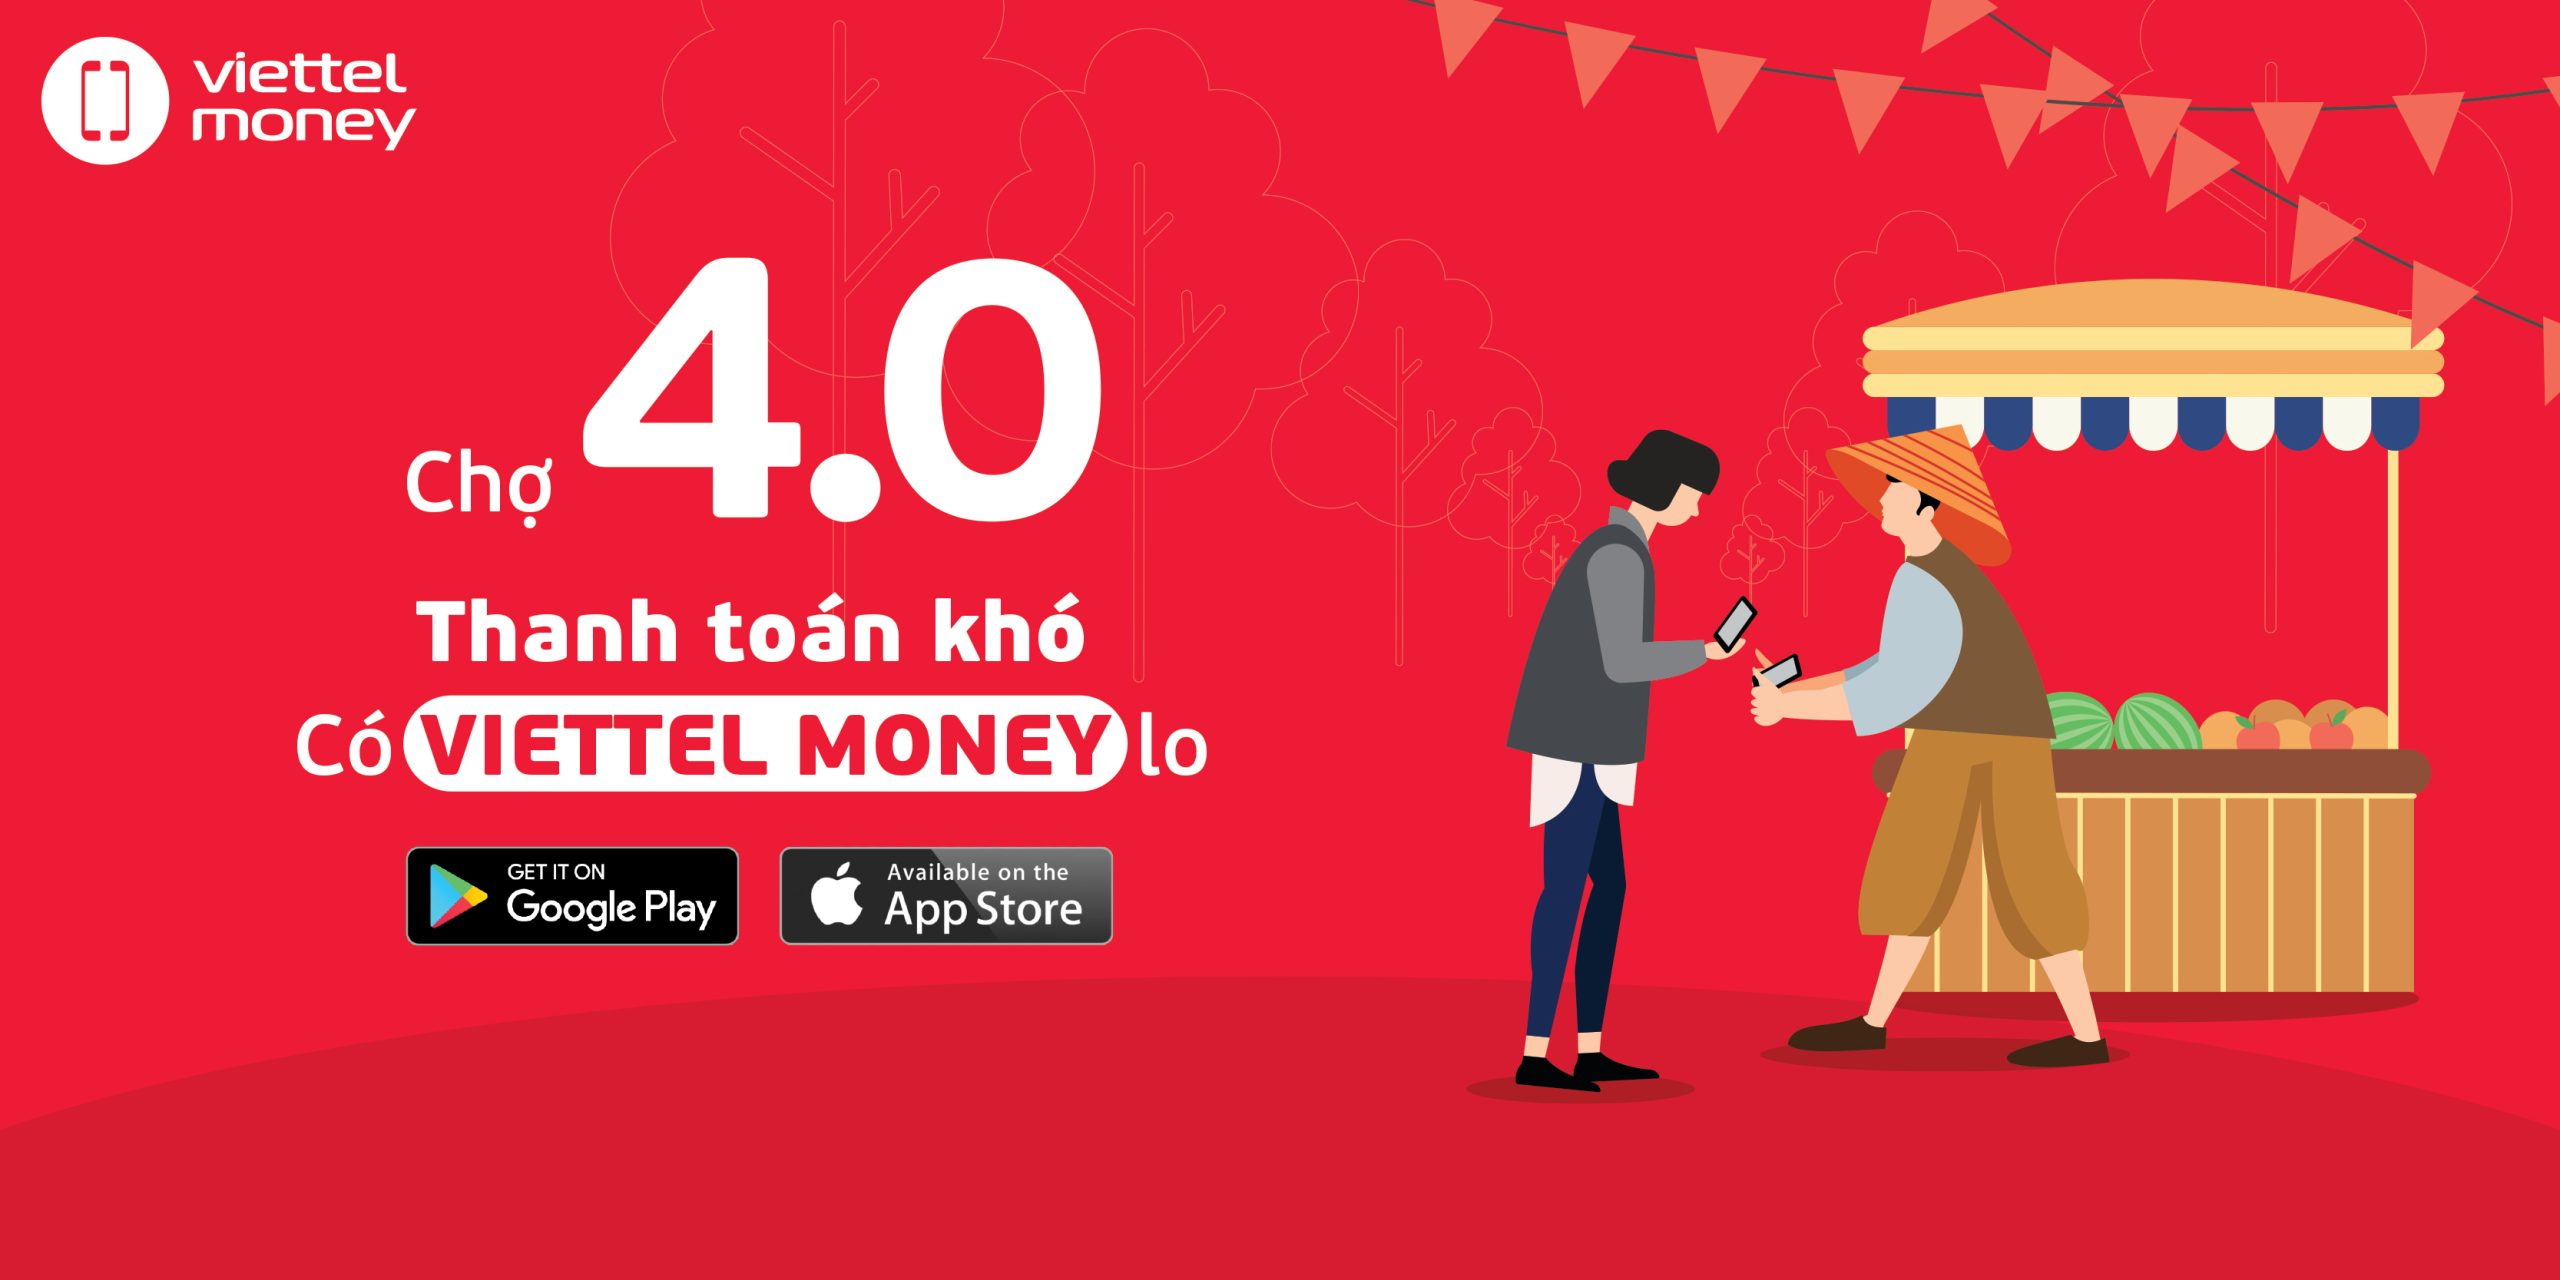 viettel
money
Chợ 4.0
Thanh toán khó
Có VIETTEL MONEY lo
GET IT ON
Google Play
Available on the
App Store